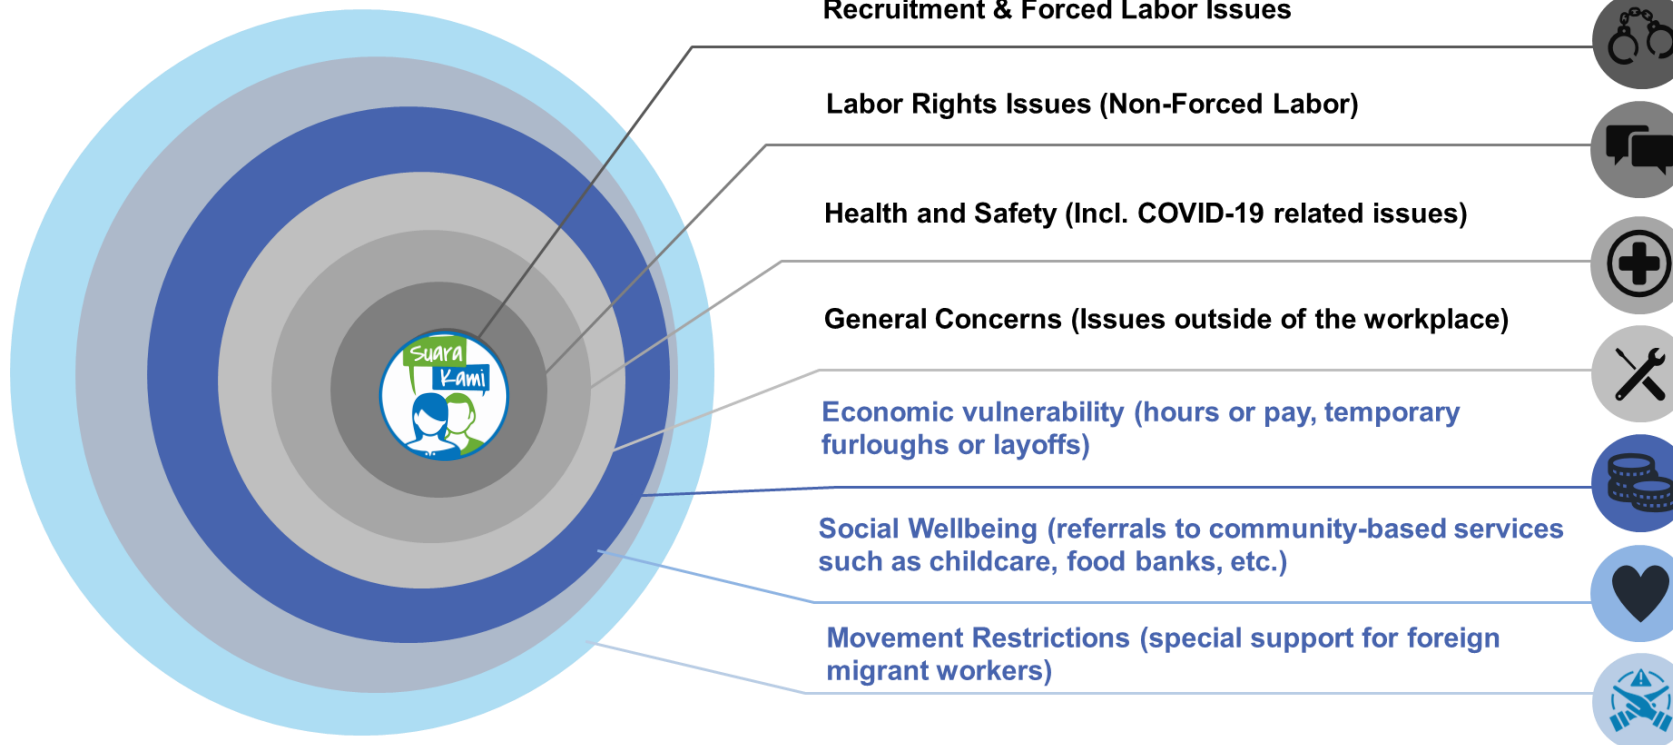 Recruitment & Forced Labor Issues
Labor Rights Issues (Non-Forced Labor)
Health and Safety (Incl. COVID-19 related issues)
General Concerns (Issues outside of the workplace)
Suara
Kami
Economic vulnerability (hours or pay, temporary
furloughs or layoffs)
Social Wellbeing (referrals to community-based services
such as childcare, food banks, etc.)
Movement Restrictions (special support for foreign
migrant workers)